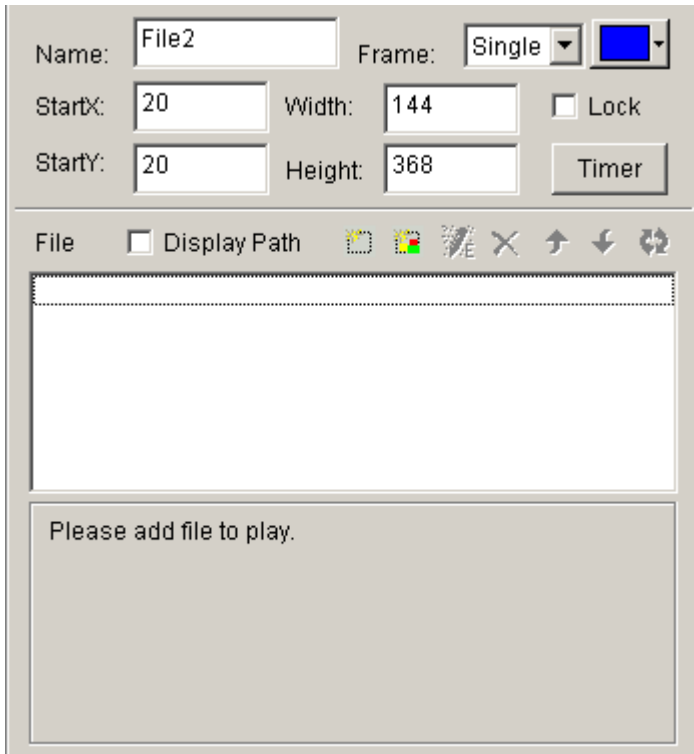 Name: File2 Frame: Single
StartX: 20 Width: 144 Lock
StartY: 20 Height: 368 Timer
File Display Path
Please add file to play.